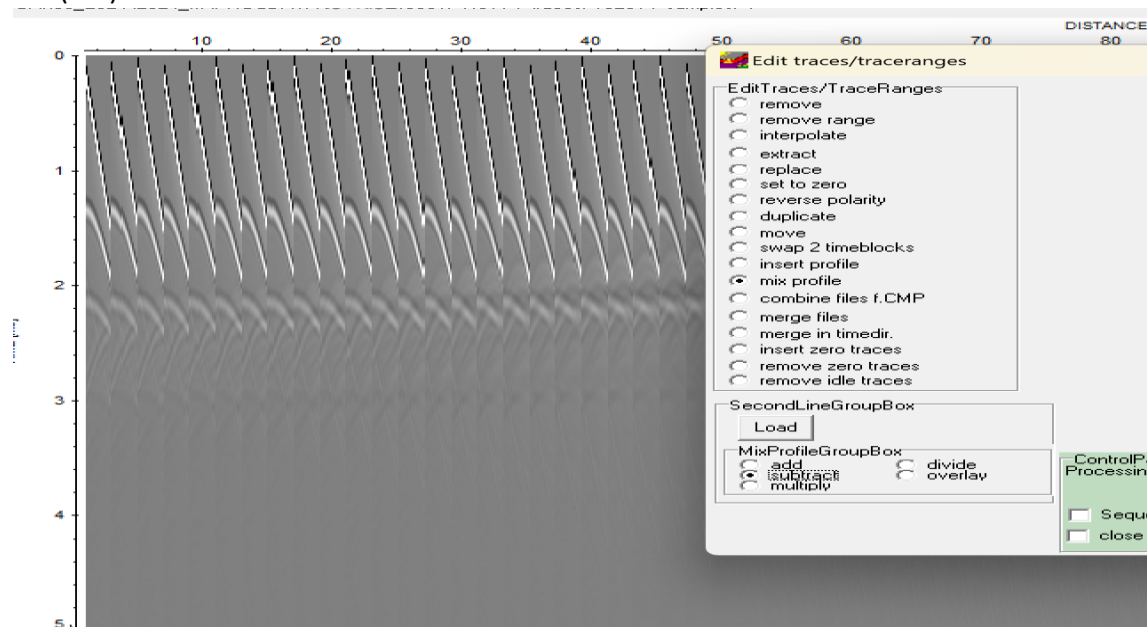 DISTANCE
10 20 30 40 50 60 70 80
0
1
2
3
4
5
Edit traces/traceranges
EditTraces/TraceRanges
remove
remove range
interpolate
extract
replace
set to zero
reverse polarity
duplicate
move
swap 2 timeblocks
insert profile
mix profile
combine files f.CMP
merge files
merge in timedir.
insert zero traces
remove zero traces
remove idle traces
SecondLineGroupBox
Load
MixProfileGroupBox
add divide
subtract overlay
multiply
ControlPa
Processin
Sequ
close